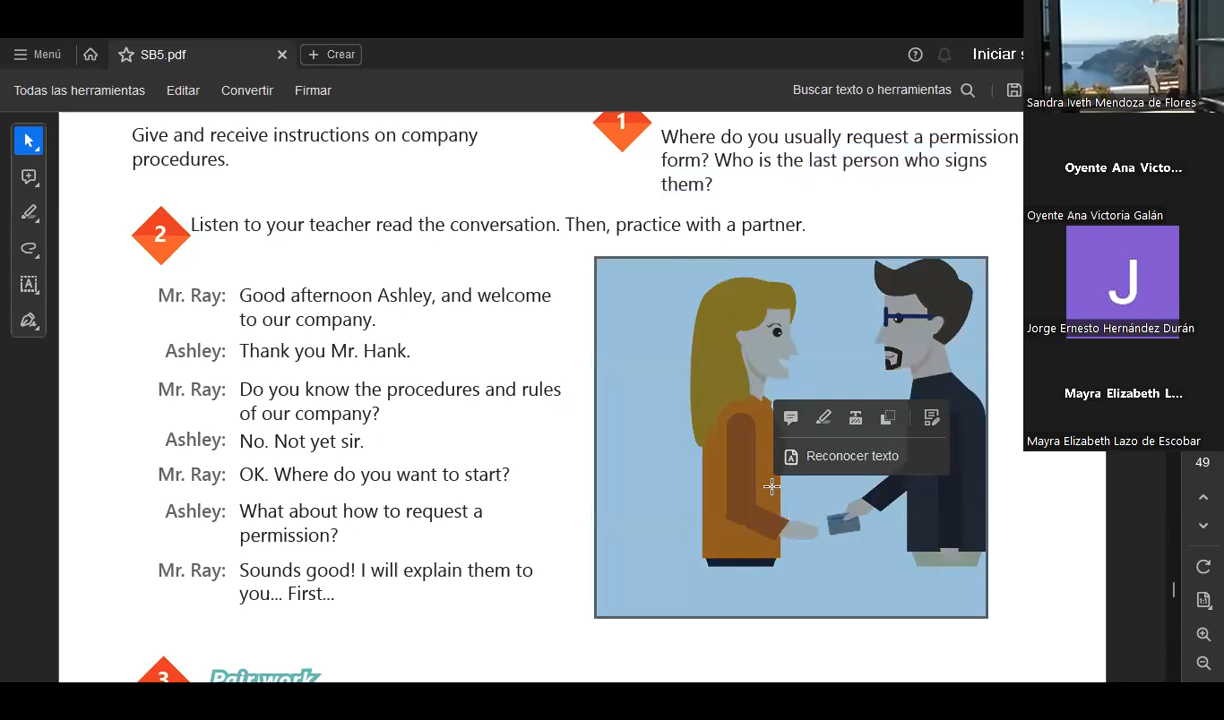 Menú
SB5.pdf
Crear
Iniciar s
Todas las herramientas
Editar
Convertir
Firmar
Buscar texto o herramientas
Give and receive instructions on company
procedures.
1
Where do you usually request a permission
form? Who is the last person who signs
them?
2
Listen to your teacher read the conversation. Then, practice with a partner.
Mr. Ray: Good afternoon Ashley, and welcome
to our company.
Ashley: Thank you Mr. Hank.
Mr. Ray: Do you know the procedures and rules
of our company?
Ashley: No. Not yet sir.
Mr. Ray: OK. Where do you want to start?
Ashley: What about how to request a
permission?
Mr. Ray: Sounds good! I will explain them to
you... First...
Reconocer texto
3
Pair work
Sandra Iveth Mendoza de Flores
Oyente Ana Victo...
Oyente Ana Victoria Galán
J
Jorge Ernesto Hernández Durán
Mayra Elizabeth L...
Mayra Elizabeth Lazo de Escobar
49
1:1